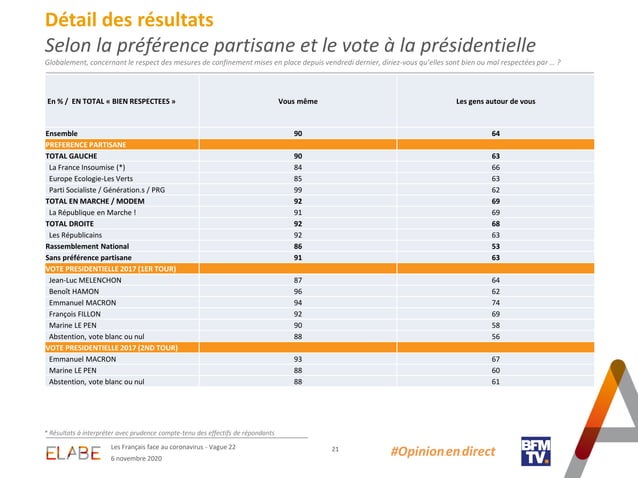 Détail des résultats
Selon la préférence partisane et le vote à la présidentielle
Globalement, concernant le respect des mesures de confinement mises en place depuis vendredi dernier, diriez-vous qu'elles sont bien ou mal respectées par … ?
En % / EN TOTAL « BIEN RESPECTEES » Vous même Les gens autour de vous
Ensemble 90 64
PREFERENCE PARTISANE
TOTAL GAUCHE 90 63
La France Insoumise (*) 84 66
Europe Ecologie-Les Verts 85 63
Parti Socialiste / Génération.s / PRG 99 62
TOTAL EN MARCHE / MODEM 92 69
La République en Marche ! 91 69
TOTAL DROITE 92 68
Les Républicains 92 63
Rassemblement National 86 53
Sans préférence partisane 91 63
VOTE PRESIDENTIELLE 2017 (1ER TOUR)
Jean-Luc MELENCHON 87 64
Benoît HAMON 96 62
Emmanuel MACRON 94 74
François FILLON 92 69
Marine LE PEN 90 58
Abstention, vote blanc ou nul 88 56
VOTE PRESIDENTIELLE 2017 (2ND TOUR)
Emmanuel MACRON 93 67
Marine LE PEN 88 60
Abstention, vote blanc ou nul 88 61
* Résultats à interpréter avec prudence compte-tenu des effectifs de répondants
ELABE
Les Français face au coronavirus - Vague 22
6 novembre 2020
21
#Opinionendirect
BFM
TV.